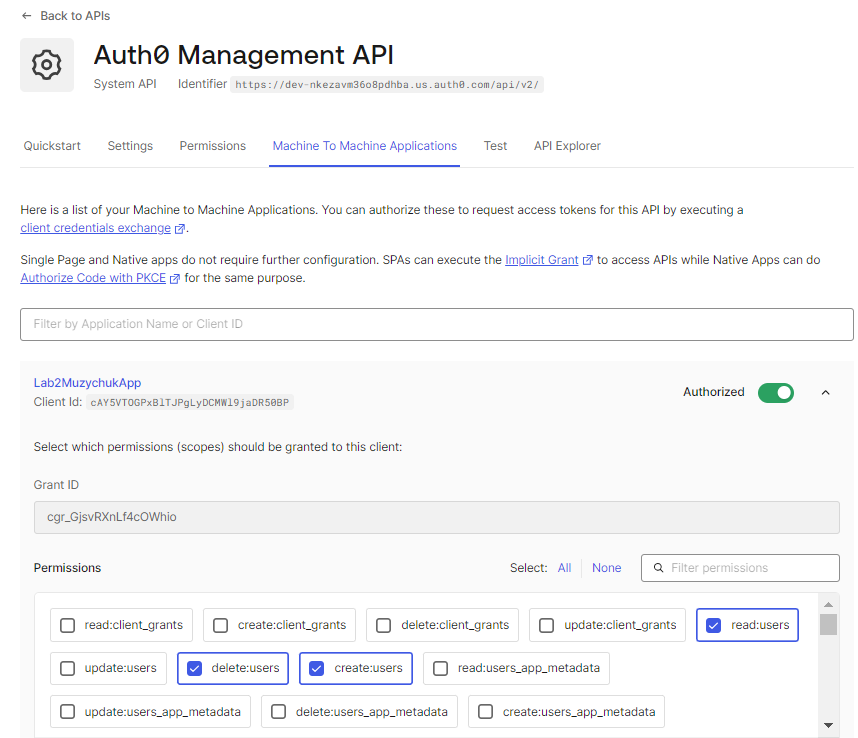 ← Back to APIs
Auth0 Management API
System API Identifier https://dev-nkezavm36o8pdhba.us.auth0.com/api/v2/
Quickstart Settings Permissions Machine To Machine Applications Test API Explorer
Here is a list of your Machine to Machine Applications. You can authorize these to request access tokens for this API by executing a
client credentials exchange.
Single Page and Native apps do not require further configuration. SPAs can execute the Implicit Grant to access APIs while Native Apps can do
Authorize Code with PKCE for the same purpose.
Filter by Application Name or Client ID
Lab2MuzychukApp
Client Id: cAY5VTOGPxBlTJPgLyDCMWl9jaDR50BP
Authorized
Select which permissions (scopes) should be granted to this client:
Grant ID
cgr_GjsvRXnLf4cOWhio
Permissions Select: All None Filter permissions
read:client_grants create:client_grants delete:client_grants update:client_grants read:users
update:users delete:users create:users read:users_app_metadata
update:users_app_metadata delete:users_app_metadata create:users_app_metadata